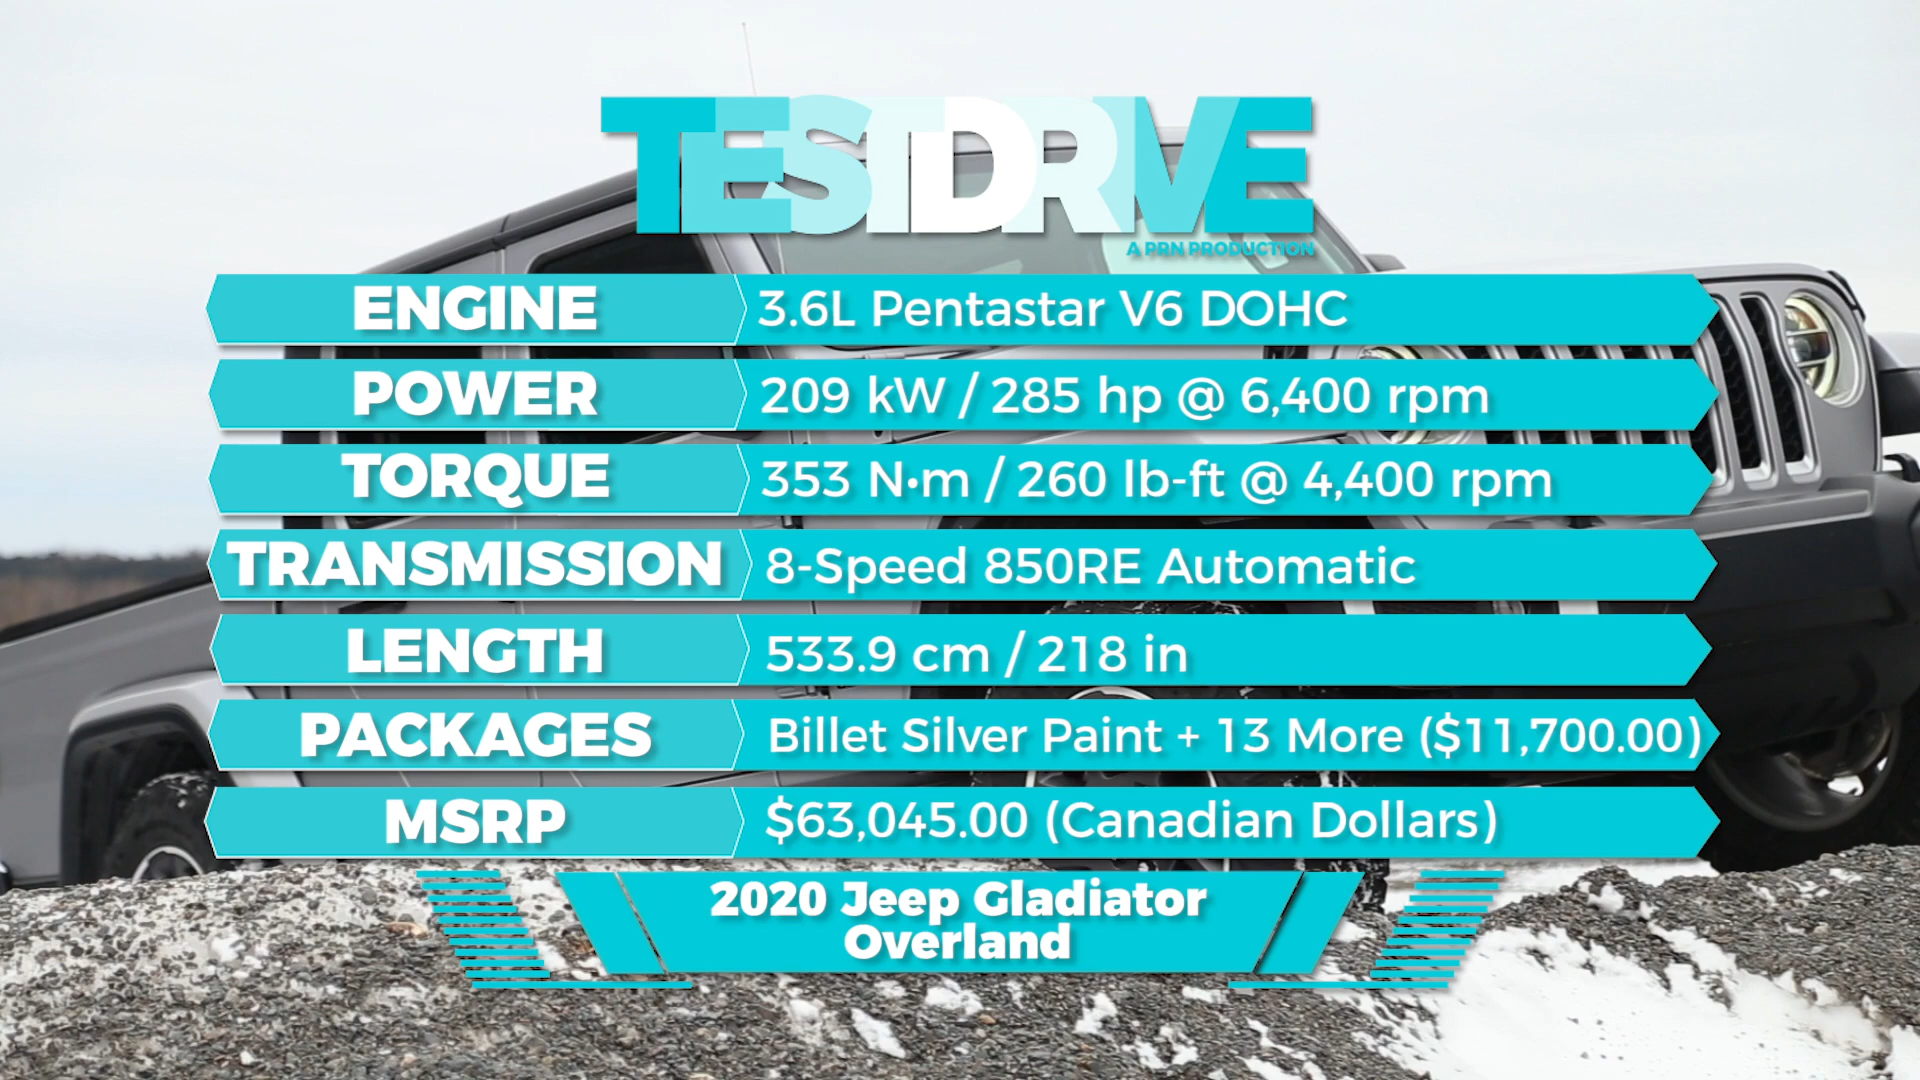 TESTDRIVE
A PRN PRODUCTION
ENGINE 3.6L Pentastar V6 DOHC
POWER 209 kW / 285 hp @ 6,400 rpm
TORQUE 353 N•m / 260 lb-ft @ 4,400 rpm
TRANSMISSION 8-Speed 850RE Automatic
LENGTH 533.9 cm / 218 in
PACKAGES Billet Silver Paint + 13 More ($11,700.00)
MSRP $63,045.00 (Canadian Dollars)
2020 Jeep Gladiator
Overland